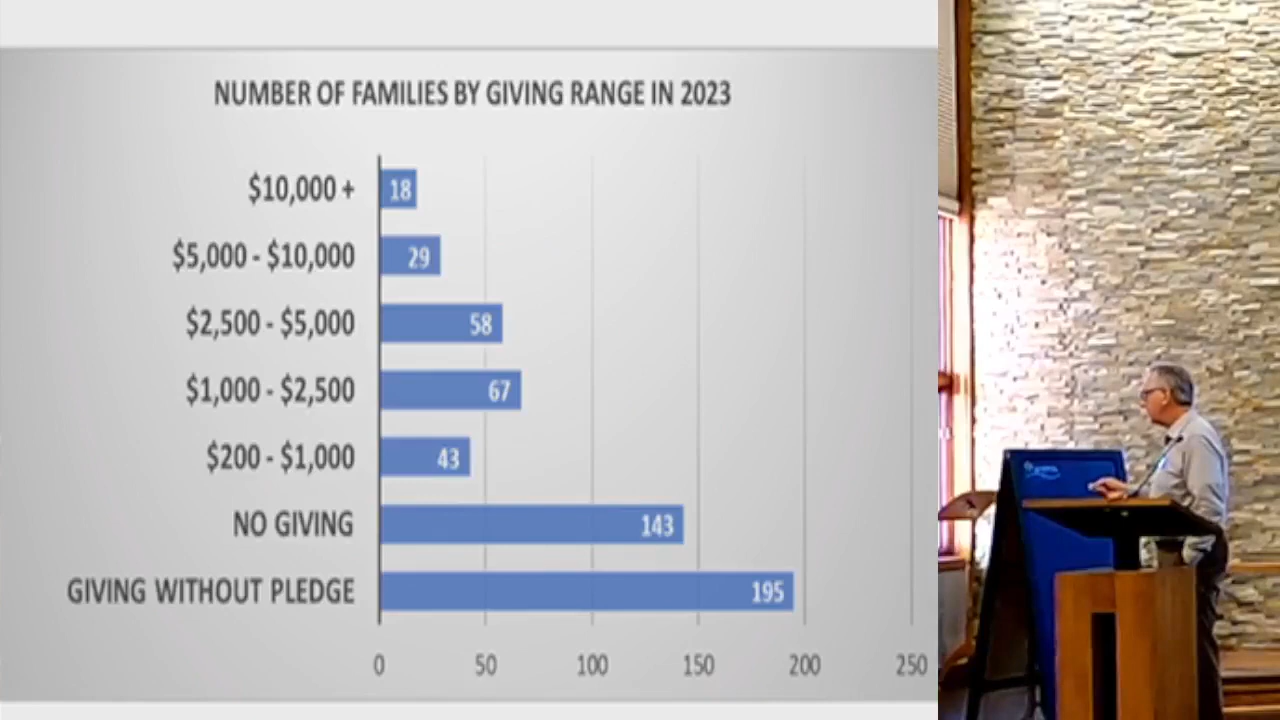 NUMBER OF FAMILIES BY GIVING RANGE IN 2023
$10,000 + 18
$5,000 - $10,000 29
$2,500 - $5,000 58
$1,000 - $2,500 67
$200 - $1,000 43
NO GIVING 143
GIVING WITHOUT PLEDGE 195
0 50 100 150 200 250